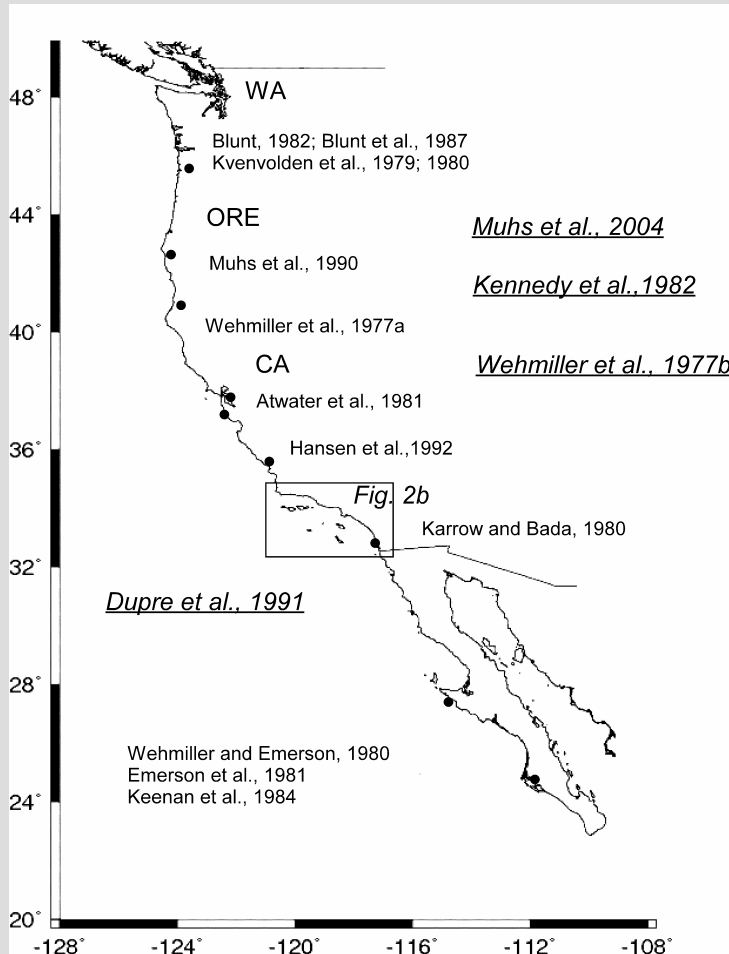 48°
WA
Blunt, 1982; Blunt et al., 1987
Kvenvolden et al., 1979; 1980
44°
ORE
Muhs et al., 2004
Muhs et al., 1990
Kennedy et al.,1982
Wehmiller et al., 1977a
40°
CA
Wehmiller et al., 1977b
Atwater et al., 1981
36°
Hansen et al.,1992
Fig. 2b
Karrow and Bada, 1980
32°
Dupre et al., 1991
28°
Wehmiller and Emerson, 1980
Emerson et al., 1981
Keenan et al., 1984
24°
20°
-128° -124° -120° -116° -112° -108°